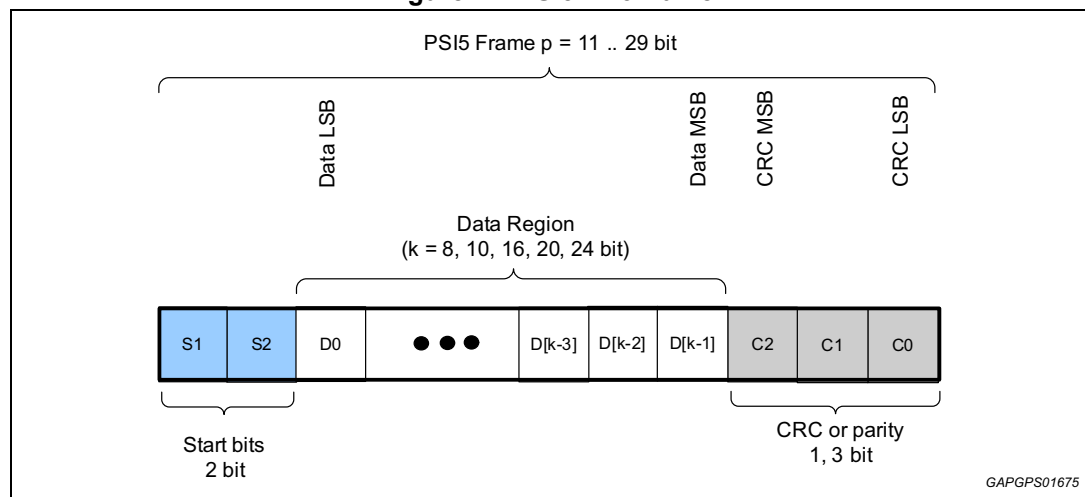 PSI5 Frame p = 11 .. 29 bit
Data LSB
Data MSB
CRC MSB
CRC LSB
Data Region
(k = 8, 10, 16, 20, 24 bit)
S1 S2 D0 ●●● D[k-3] D[k-2] D[k-1] C2 C1 C0
Start bits
2 bit
CRC or parity
1, 3 bit
GAPGPS01675